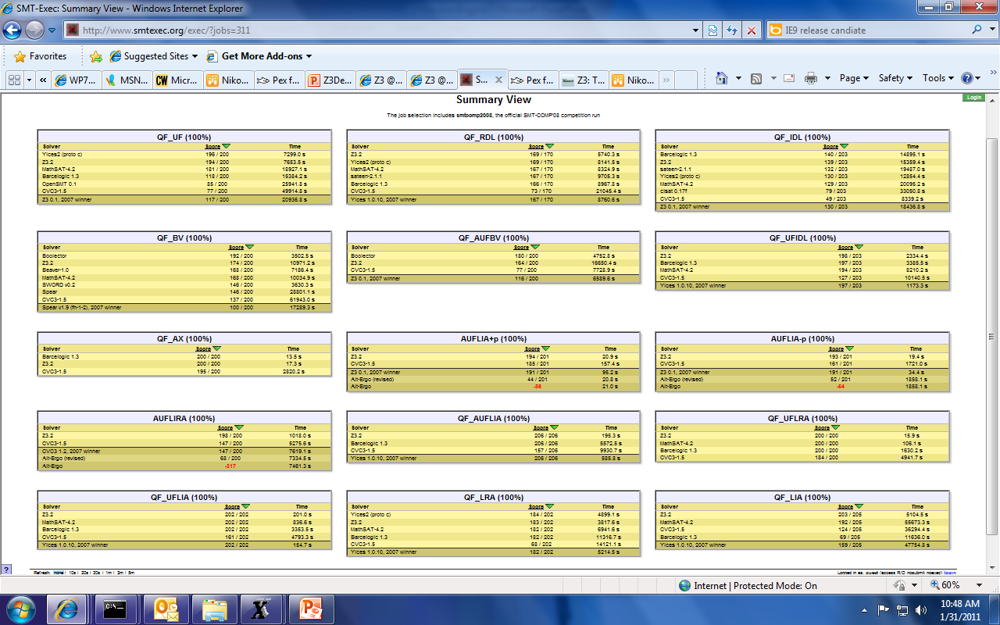 SMT-Exec: Summary View - Windows Internet Explorer
http://www.smtexec.org/exec/?jobs=311
IE9 release candiate
Favorites Suggested Sites Get More Add-ons
« WP7... MSN... Micr... Niko... Pex f... Z3De... Z3 @... Z3 @... S... X Pex f... Z3: T... Niko... »
Page Safety Tools »
Summary View
Login
The job selection includes smtcomp2008, the official SMT-COMP'08 competition run
QF_UF (100%)
Solver Score Time
Yices2 (proto c) 196 / 200 7299.0 s
Z3.2 194 / 200 7653.5 s
MathSAT-4.2 181 / 200 18927.1 s
Barcelogic 1.3 118 / 200 15384.2 s
OpenSMT 0.1 85 / 200 25941.8 s
CVC3-1.5 77 / 200 49914.8 s
Z3 0.1, 2007 winner 117 / 200 20936.8 s
QF_RDL (100%)
Solver Score Time
Z3.2 169 / 170 5740.3 s
Yices2 (proto c) 169 / 170 8141.5 s
MathSAT-4.2 167 / 170 8324.9 s
sateen-2.1.1 167 / 170 9705.3 s
Barcelogic 1.3 166 / 170 8967.8 s
CVC3-1.5 73 / 170 21045.4 s
Yices 1.0.10, 2007 winner 167 / 170 8760.6 s
QF_IDL (100%)
Solver Score Time
Barcelogic 1.3 140 / 203 14895.1 s
Z3.2 139 / 203 15359.4 s
sateen-2.1.1 132 / 203 19487.0 s
Yices2 (proto c) 130 / 203 12854.4 s
MathSAT-4.2 129 / 203 20095.2 s
clsat 0.17f 79 / 203 33050.8 s
CVC3-1.5 49 / 203 8339.2 s
Z3 0.1, 2007 winner 130 / 203 18436.8 s
QF_BV (100%)
Solver Score Time
Boolector 192 / 200 3502.5 s
Z3.2 174 / 200 10971.2 s
Beaver-1.0 168 / 200 7186.4 s
MathSAT-4.2 168 / 200 10034.9 s
SWORD v0.2 146 / 200 3630.3 s
Spear 146 / 200 28801.1 s
CVC3-1.5 137 / 200 61943.0 s
Spear v1.9 (fh-1-2), 2007 winner 100 / 200 17289.3 s
QF_AUFBV (100%)
Solver Score Time
Boolector 180 / 200 4752.8 s
Z3.2 164 / 200 16650.4 s
CVC3-1.5 77 / 200 7728.9 s
Z3 0.1, 2007 winner 116 / 200 6589.6 s
QF_UFIDL (100%)
Solver Score Time
Z3.2 198 / 203 2334.4 s
Barcelogic 1.3 197 / 203 3385.5 s
MathSAT-4.2 194 / 203 8210.2 s
CVC3-1.5 127 / 203 10140.5 s
Yices 1.0.10, 2007 winner 197 / 203 1173.3 s
QF_AX (100%)
Solver Score Time
Barcelogic 1.3 200 / 200 13.5 s
Z3.2 200 / 200 17.3 s
CVC3-1.5 195 / 200 2820.2 s
AUFLIA+p (100%)
Solver Score Time
Z3.2 194 / 201 20.9 s
CVC3-1.5 185 / 201 157.4 s
Z3 0.1, 2007 winner 191 / 201 95.2 s
Alt-Ergo (revised) 44 / 201 20.8 s
Alt-Ergo 21.0 s
AUFLIA-p (100%)
Solver Score Time
Z3.2 193 / 201 19.4 s
CVC3-1.5 161 / 201 1721.0 s
Z3 0.1, 2007 winner 191 / 201 34.4 s
Alt-Ergo (revised) 52 / 201 1858.1 s
Alt-Ergo -64 1858.1 s
AUFLIRA (100%)
Solver Score Time
Z3.2 198 / 200 1018.0 s
CVC3-1.5 147 / 200 5275.6 s
CVC3 1.2, 2007 winner 147 / 200 7619.1 s
Alt-Ergo (revised) 68 / 200 7334.5 s
Alt-Ergo -317 7461.3 s
QF_AUFLIA (100%)
Solver Score Time
Z3.2 206 / 206 195.3 s
Barcelogic 1.3 206 / 206 5572.5 s
CVC3-1.5 157 / 206 9930.7 s
Yices 1.0.10, 2007 winner 206 / 206 585.8 s
QF_UFLRA (100%)
Solver Score Time
Z3.2 200 / 200 15.9 s
MathSAT-4.2 200 / 200 106.1 s
Barcelogic 1.3 200 / 200 1630.2 s
CVC3-1.5 184 / 200 4941.7 s
QF_UFLIA (100%)
Solver Score Time
Z3.2 202 / 202 201.0 s
MathSAT-4.2 202 / 202 836.6 s
Barcelogic 1.3 202 / 202 3353.5 s
CVC3-1.5 161 / 202 4793.3 s
Yices 1.0.10, 2007 winner 202 / 202 154.7 s
QF_LRA (100%)
Solver Score Time
Yices2 (proto c) 184 / 202 4899.1 s
Z3.2 183 / 202 3817.6 s
MathSAT-4.2 182 / 202 6941.6 s
Barcelogic 1.3 182 / 202 11316.7 s
CVC3-1.5 68 / 202 14121.1 s
Yices 1.0.10, 2007 winner 182 / 202 5214.5 s
QF_LIA (100%)
Solver Score Time
Z3.2 203 / 205 5104.5 s
MathSAT-4.2 192 / 205 55673.3 s
CVC3-1.5 124 / 205 36294.4 s
Barcelogic 1.3 69 / 205 11636.0 s
Yices 1.0.10, 2007 winner 159 / 205 47754.8 s
Refresh: none | 10s | 20s | 30s | 1m | 2m | 5m
Internet | Protected Mode: On
60%
10:48 AM
1/31/2011